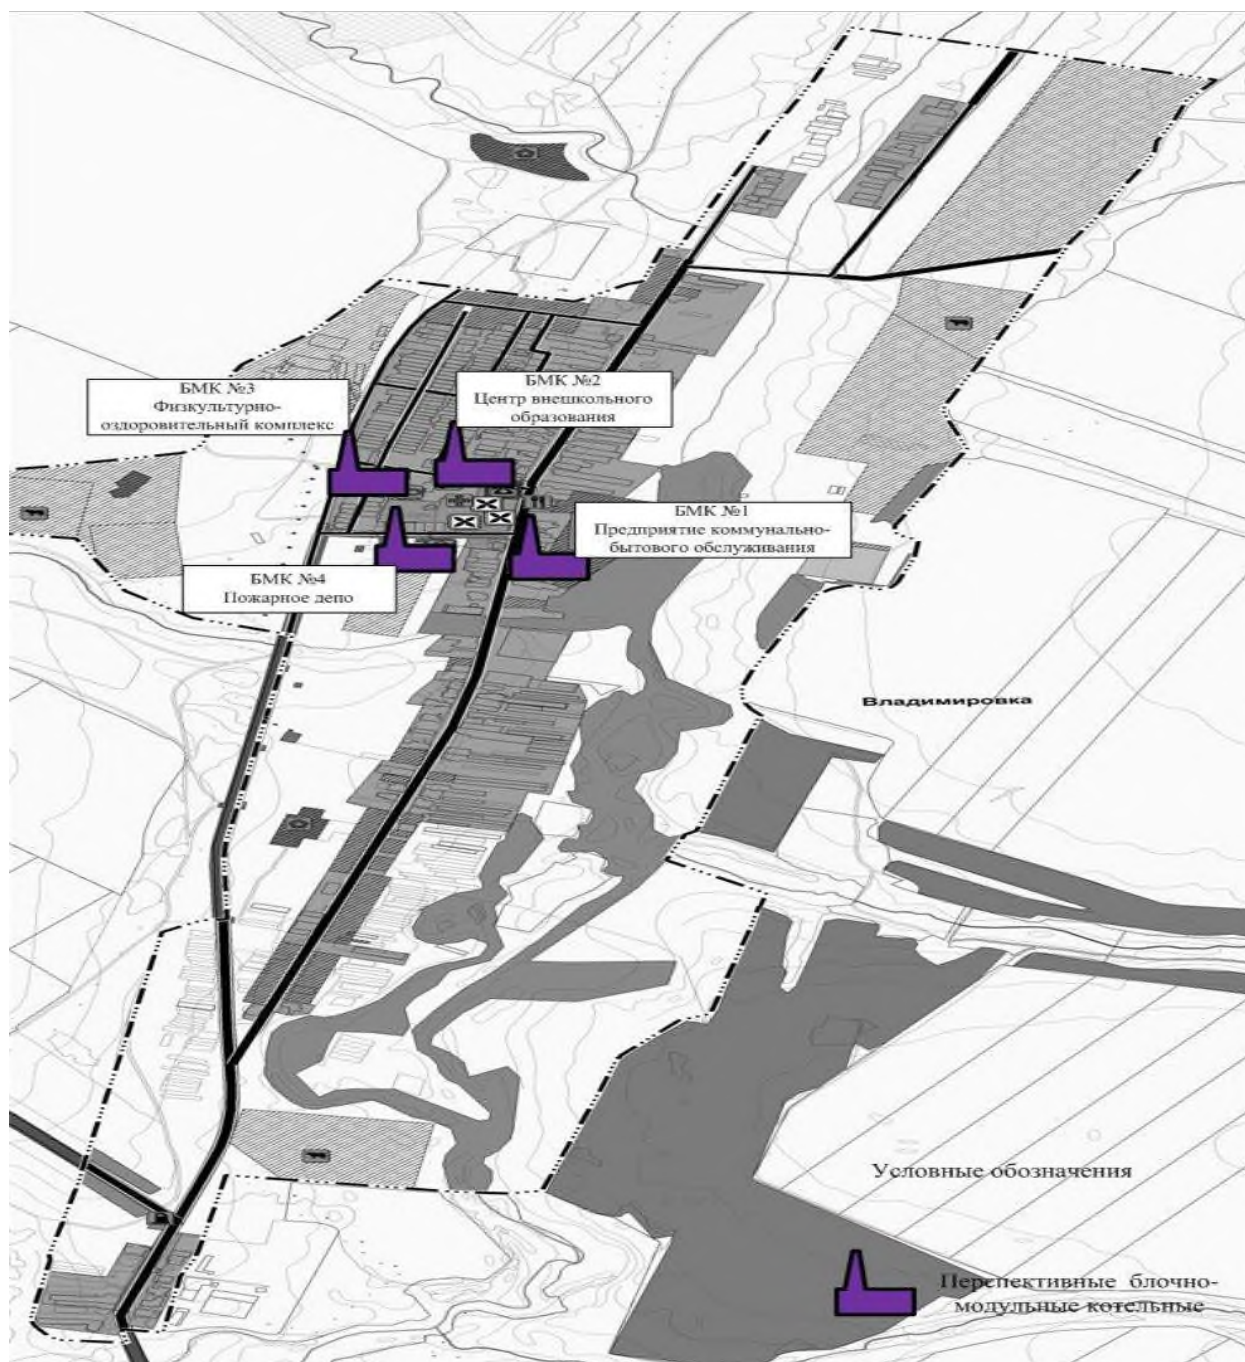 БМК №3
Физкультурно-
оздоровительный комплекс
БМК №2
Центр внешкольного
образования
БМК №1
Предприятие коммунально-
бытового обслуживания
БМК №4
Пожарное депо
Владимировка
Условные обозначения
Перспективные блочно-
модульные котельные